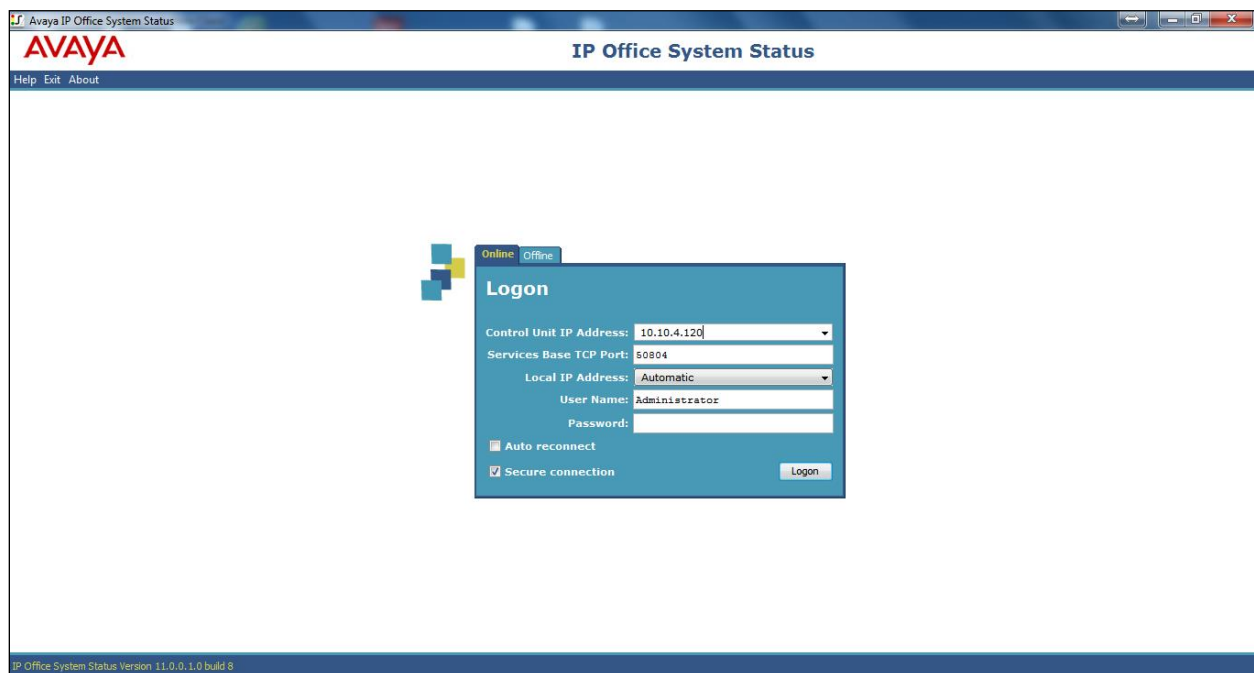 Avaya IP Office System Status
AVAYA
IP Office System Status
Help Exit About
Online Offline
Logon
Control Unit IP Address: 10.10.4.120
Services Base TCP Port: 50804
Local IP Address: Automatic
User Name: Administrator
Password:
Auto reconnect
Secure connection
Logon
IP Office System Status Version 11.0.0.1.0 build 8